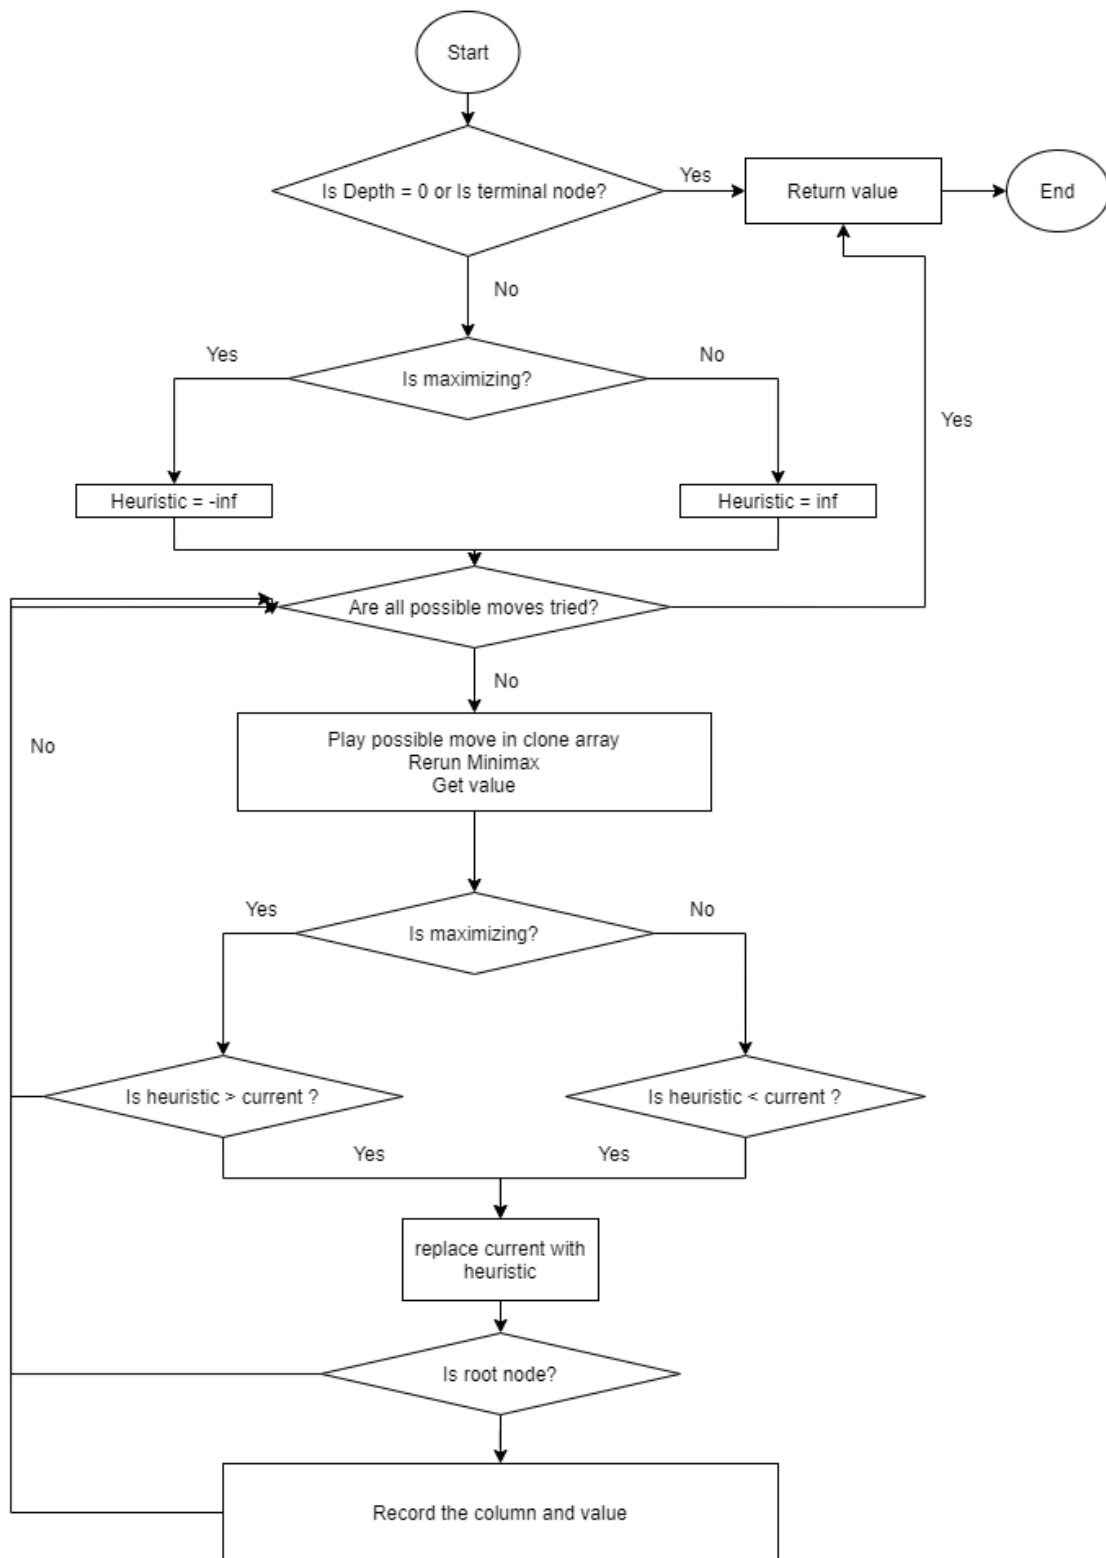 Start
Is Depth = 0 or Is terminal node?
Yes
Return value
End
No
Yes
Is maximizing?
No
Yes
Heuristic = -inf
Heuristic = inf
Are all possible moves tried?
No
No
Play possible move in clone array
Rerun Minimax
Get value
Yes
Is maximizing?
No
Is heuristic > current ?
Is heuristic < current ?
Yes
Yes
replace current with
heuristic
Is root node?
Record the column and value